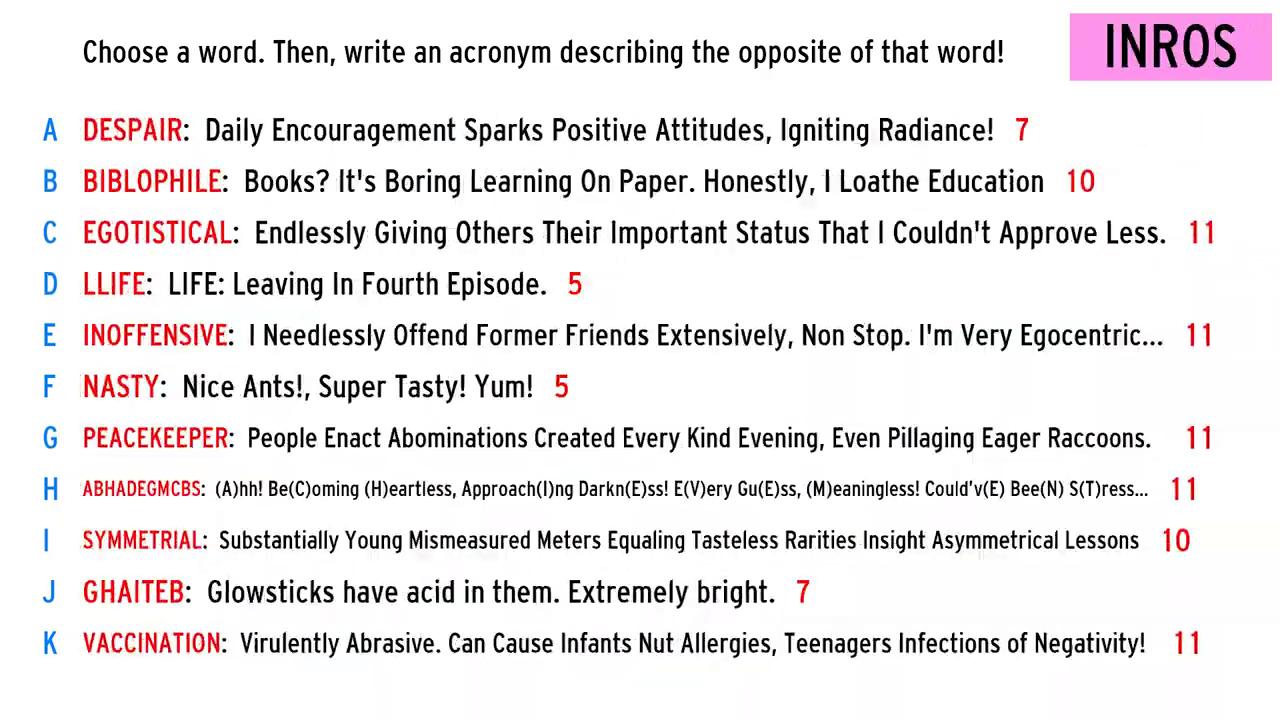 Choose a word. Then, write an acronym describing the opposite of that word!
INROS
A DESPAIR: Daily Encouragement Sparks Positive Attitudes, Igniting Radiance! 7
B BIBLOPHILE: Books? It's Boring Learning On Paper. Honestly, I Loathe Education 10
C EGOTISTICAL: Endlessly Giving Others Their Important Status That I Couldn't Approve Less. 11
D LLIFE: LIFE: Leaving In Fourth Episode. 5
E INOFFENSIVE: I Needlessly Offend Former Friends Extensively, Non Stop. I'm Very Egocentric... 11
F NASTY: Nice Ants!, Super Tasty! Yum! 5
G PEACEKEEPER: People Enact Abominations Created Every Kind Evening, Even Pillaging Eager Raccoons. 11
H ABHADEGMCBS: (A)hh! Be(C)oming (H)eartless, Approach(I)ng Darkn(E)ss! E(V)ery Gu(E)ss, (M)eaningless! Could'v(E) Bee(N) S(T)ress... 11
I SYMMETRIAL: Substantially Young Mismeasured Meters Equaling Tasteless Rarities Insight Asymmetrical Lessons 10
J GHAITEB: Glowsticks have acid in them. Extremely bright. 7
K VACCINATION: Virulently Abrasive. Can Cause Infants Nut Allergies, Teenagers Infections of Negativity! 11